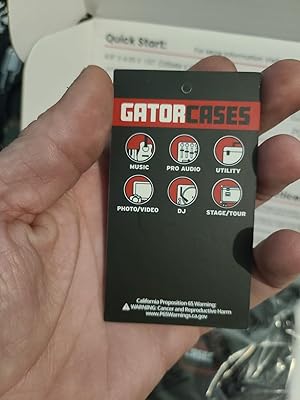 Quick Start:
GATORCASES
MUSIC
PRO AUDIO
UTILITY
PHOTO/VIDEO
DJ
STAGE/TOUR
California Proposition 65 Warning:
⚠WARNING: Cancer and Reproductive Harm
www.P65Warnings.ca.gov